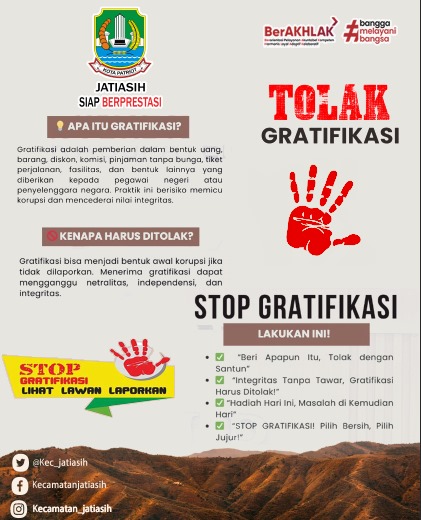 KOTA PATRIOT
JATIASIH
SIAP BERPRESTASI
BerAKHLAK
#bangga
melayani
bangsa
💡 APA ITU GRATIFIKASI?
Gratifikasi adalah pemberian dalam bentuk uang,
barang, diskon, komisi, pinjaman tanpa bunga, tiket
perjalanan, fasilitas, dan bentuk lainnya yang
diberikan kepada pegawai negeri atau
penyelenggara negara. Praktik ini berisiko memicu
korupsi dan mencederai nilai integritas.
TOLAK
GRATIFIKASI
🚫 KENAPA HARUS DITOLAK?
Gratifikasi bisa menjadi bentuk awal korupsi jika
tidak dilaporkan. Menerima gratifikasi dapat
mengganggu netralitas, independensi, dan
integritas.
STOP GRATIFIKASI
LAKUKAN INI!
• ✅ "Beri Apapun Itu, Tolak dengan
Santun"
• ✅ "Integritas Tanpa Tawar, Gratifikasi
Harus Ditolak!"
• ✅ "Hadiah Hari Ini, Masalah di Kemudian
Hari"
• ✅ "STOP GRATIFIKASI! Pilih Bersih, Pilih
Jujur!"
STOP
GRATIFIKASI
LIHAT LAWAN LAPORKAN
@Kec_jatiasih
Kecamatanjatiasih
Kecamatan_jatiasih